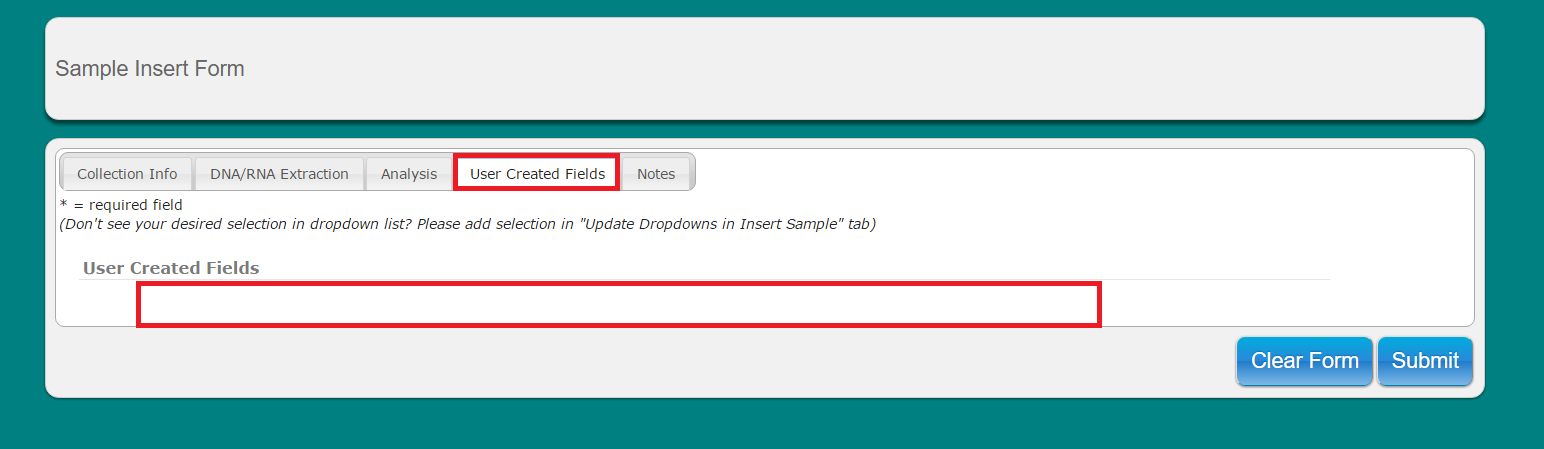 Sample Insert Form
Collection Info DNA/RNA Extraction Analysis User Created Fields Notes
* = required field
(Don't see your desired selection in dropdown list? Please add selection in "Update Dropdowns in Insert Sample" tab)
User Created Fields
Clear Form Submit